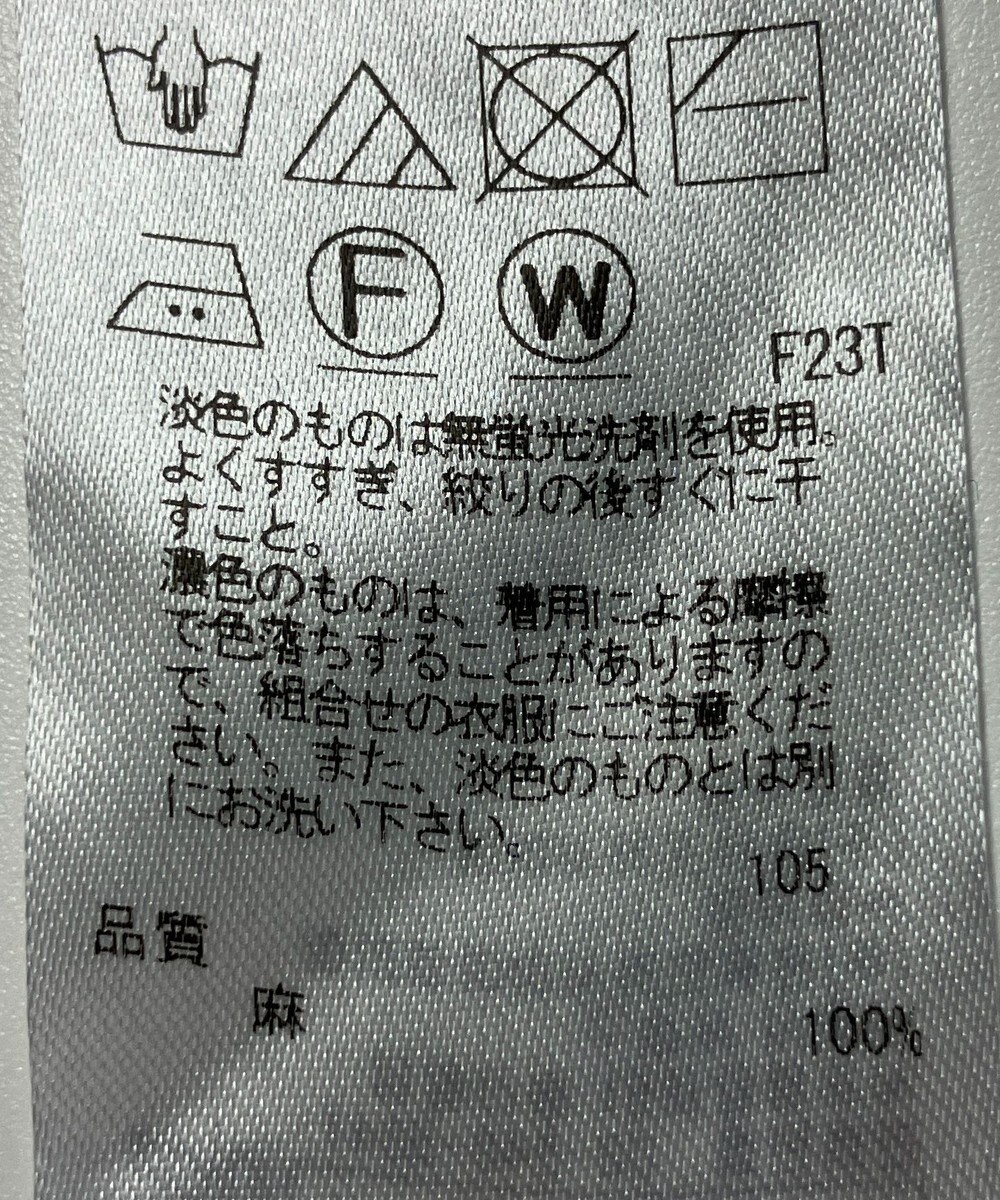 F W
F23T
淡色のものは無蛍光洗剤を使用。
よくすすぎ、絞りの後すぐに干
すこと。
濃色のものは、着用による摩擦
で色落ちすることがありますの
で、組合せの衣服にご注意くだ
さい。また、淡色のものとは別
にお洗い下さい。
105
品質
麻 100%